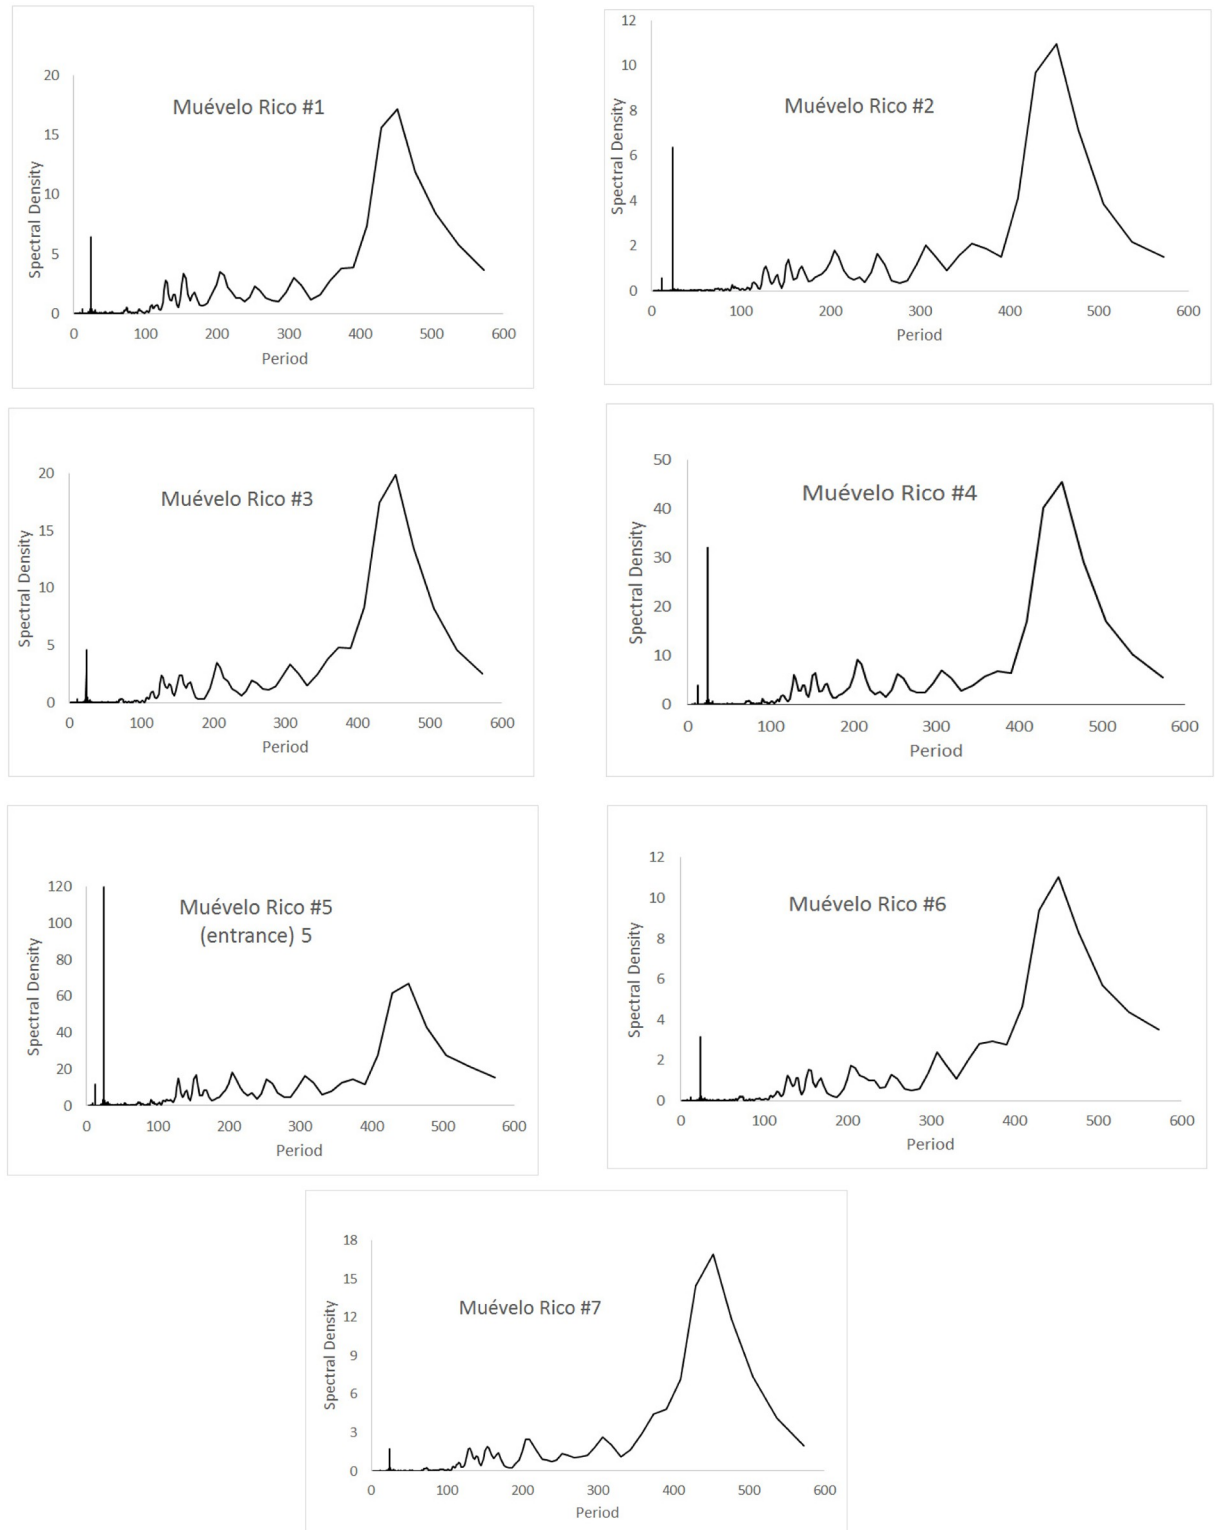 Muévelo Rico #1
Spectral Density
20
15
10
5
0
0 100 200 300 400 500 600
Period
Muévelo Rico #2
Spectral Density
12
10
8
6
4
2
0
0 100 200 300 400 500 600
Period
Muévelo Rico #3
Spectral Density
20
15
10
5
0
0 100 200 300 400 500 600
Period
Muévelo Rico #4
Spectral Density
50
40
30
20
10
0
0 100 200 300 400 500 600
Period
Muévelo Rico #5
(entrance) 5
Spectral Density
120
100
80
60
40
20
0
0 100 200 300 400 500 600
Period
Muévelo Rico #6
Spectral Density
12
10
8
6
4
2
0
0 100 200 300 400 500 600
Period
Muévelo Rico #7
Spectral Density
18
15
12
9
6
3
0
0 100 200 300 400 500 600
Period